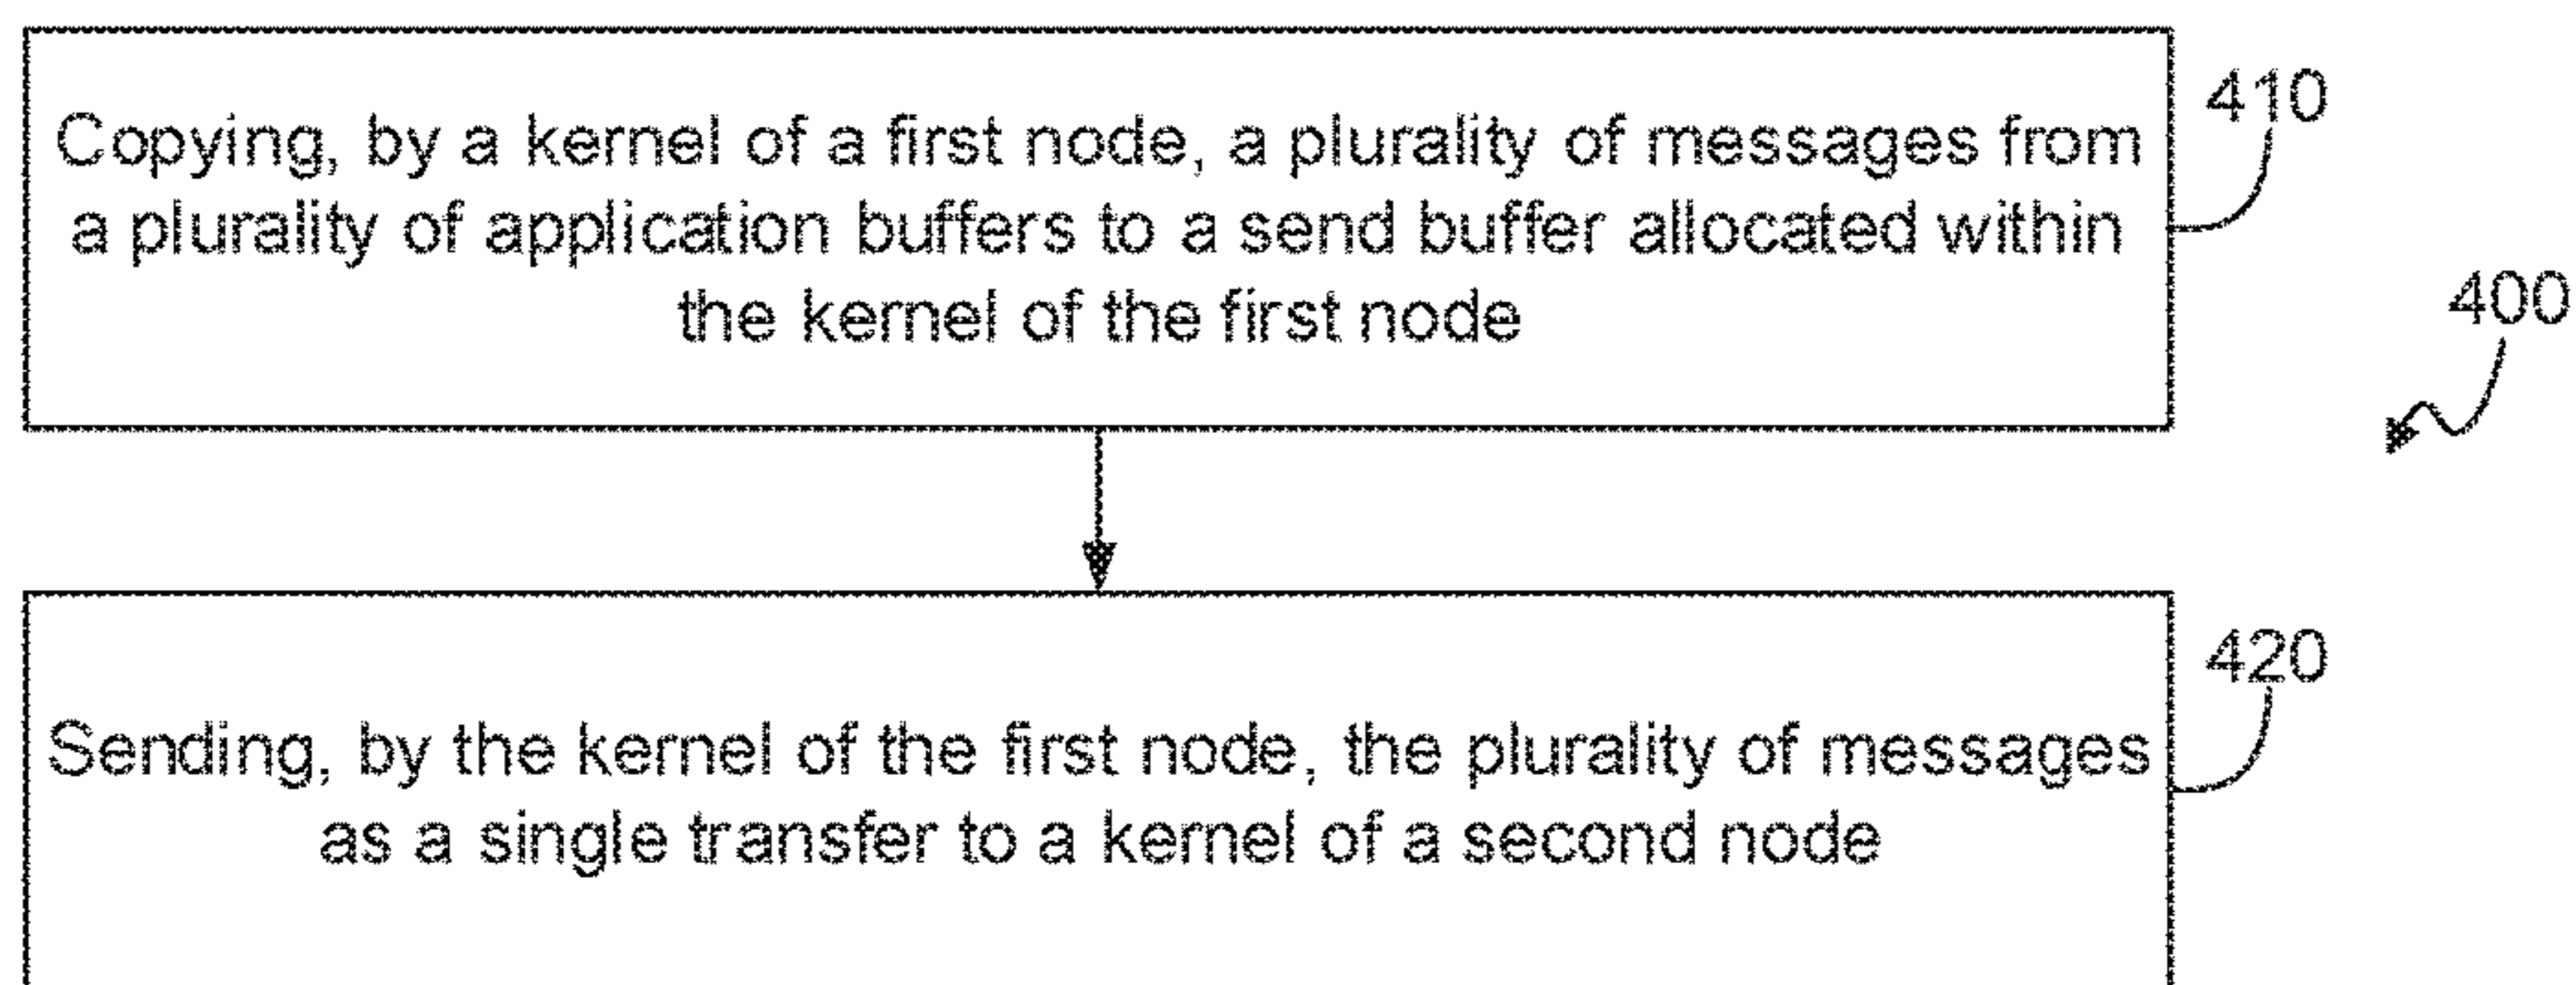 Copying, by a kernel of a first node, a plurality of messages from
a plurality of application buffers to a send buffer allocated within
the kernel of the first node
410
400
Sending, by the kernel of the first node, the plurality of messages
as a single transfer to a kernel of a second node
420